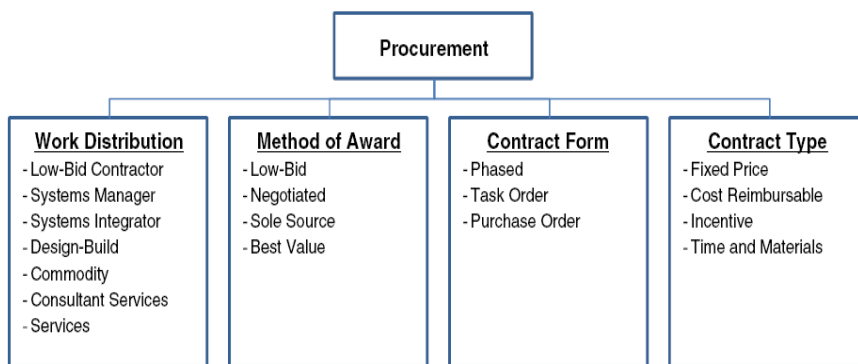 Procurement
Work Distribution
- Low-Bid Contractor
- Systems Manager
- Systems Integrator
- Design-Build
- Commodity
- Consultant Services
- Services
Method of Award
- Low-Bid
- Negotiated
- Sole Source
- Best Value
Contract Form
- Phased
- Task Order
- Purchase Order
Contract Type
- Fixed Price
- Cost Reimbursable
- Incentive
- Time and Materials